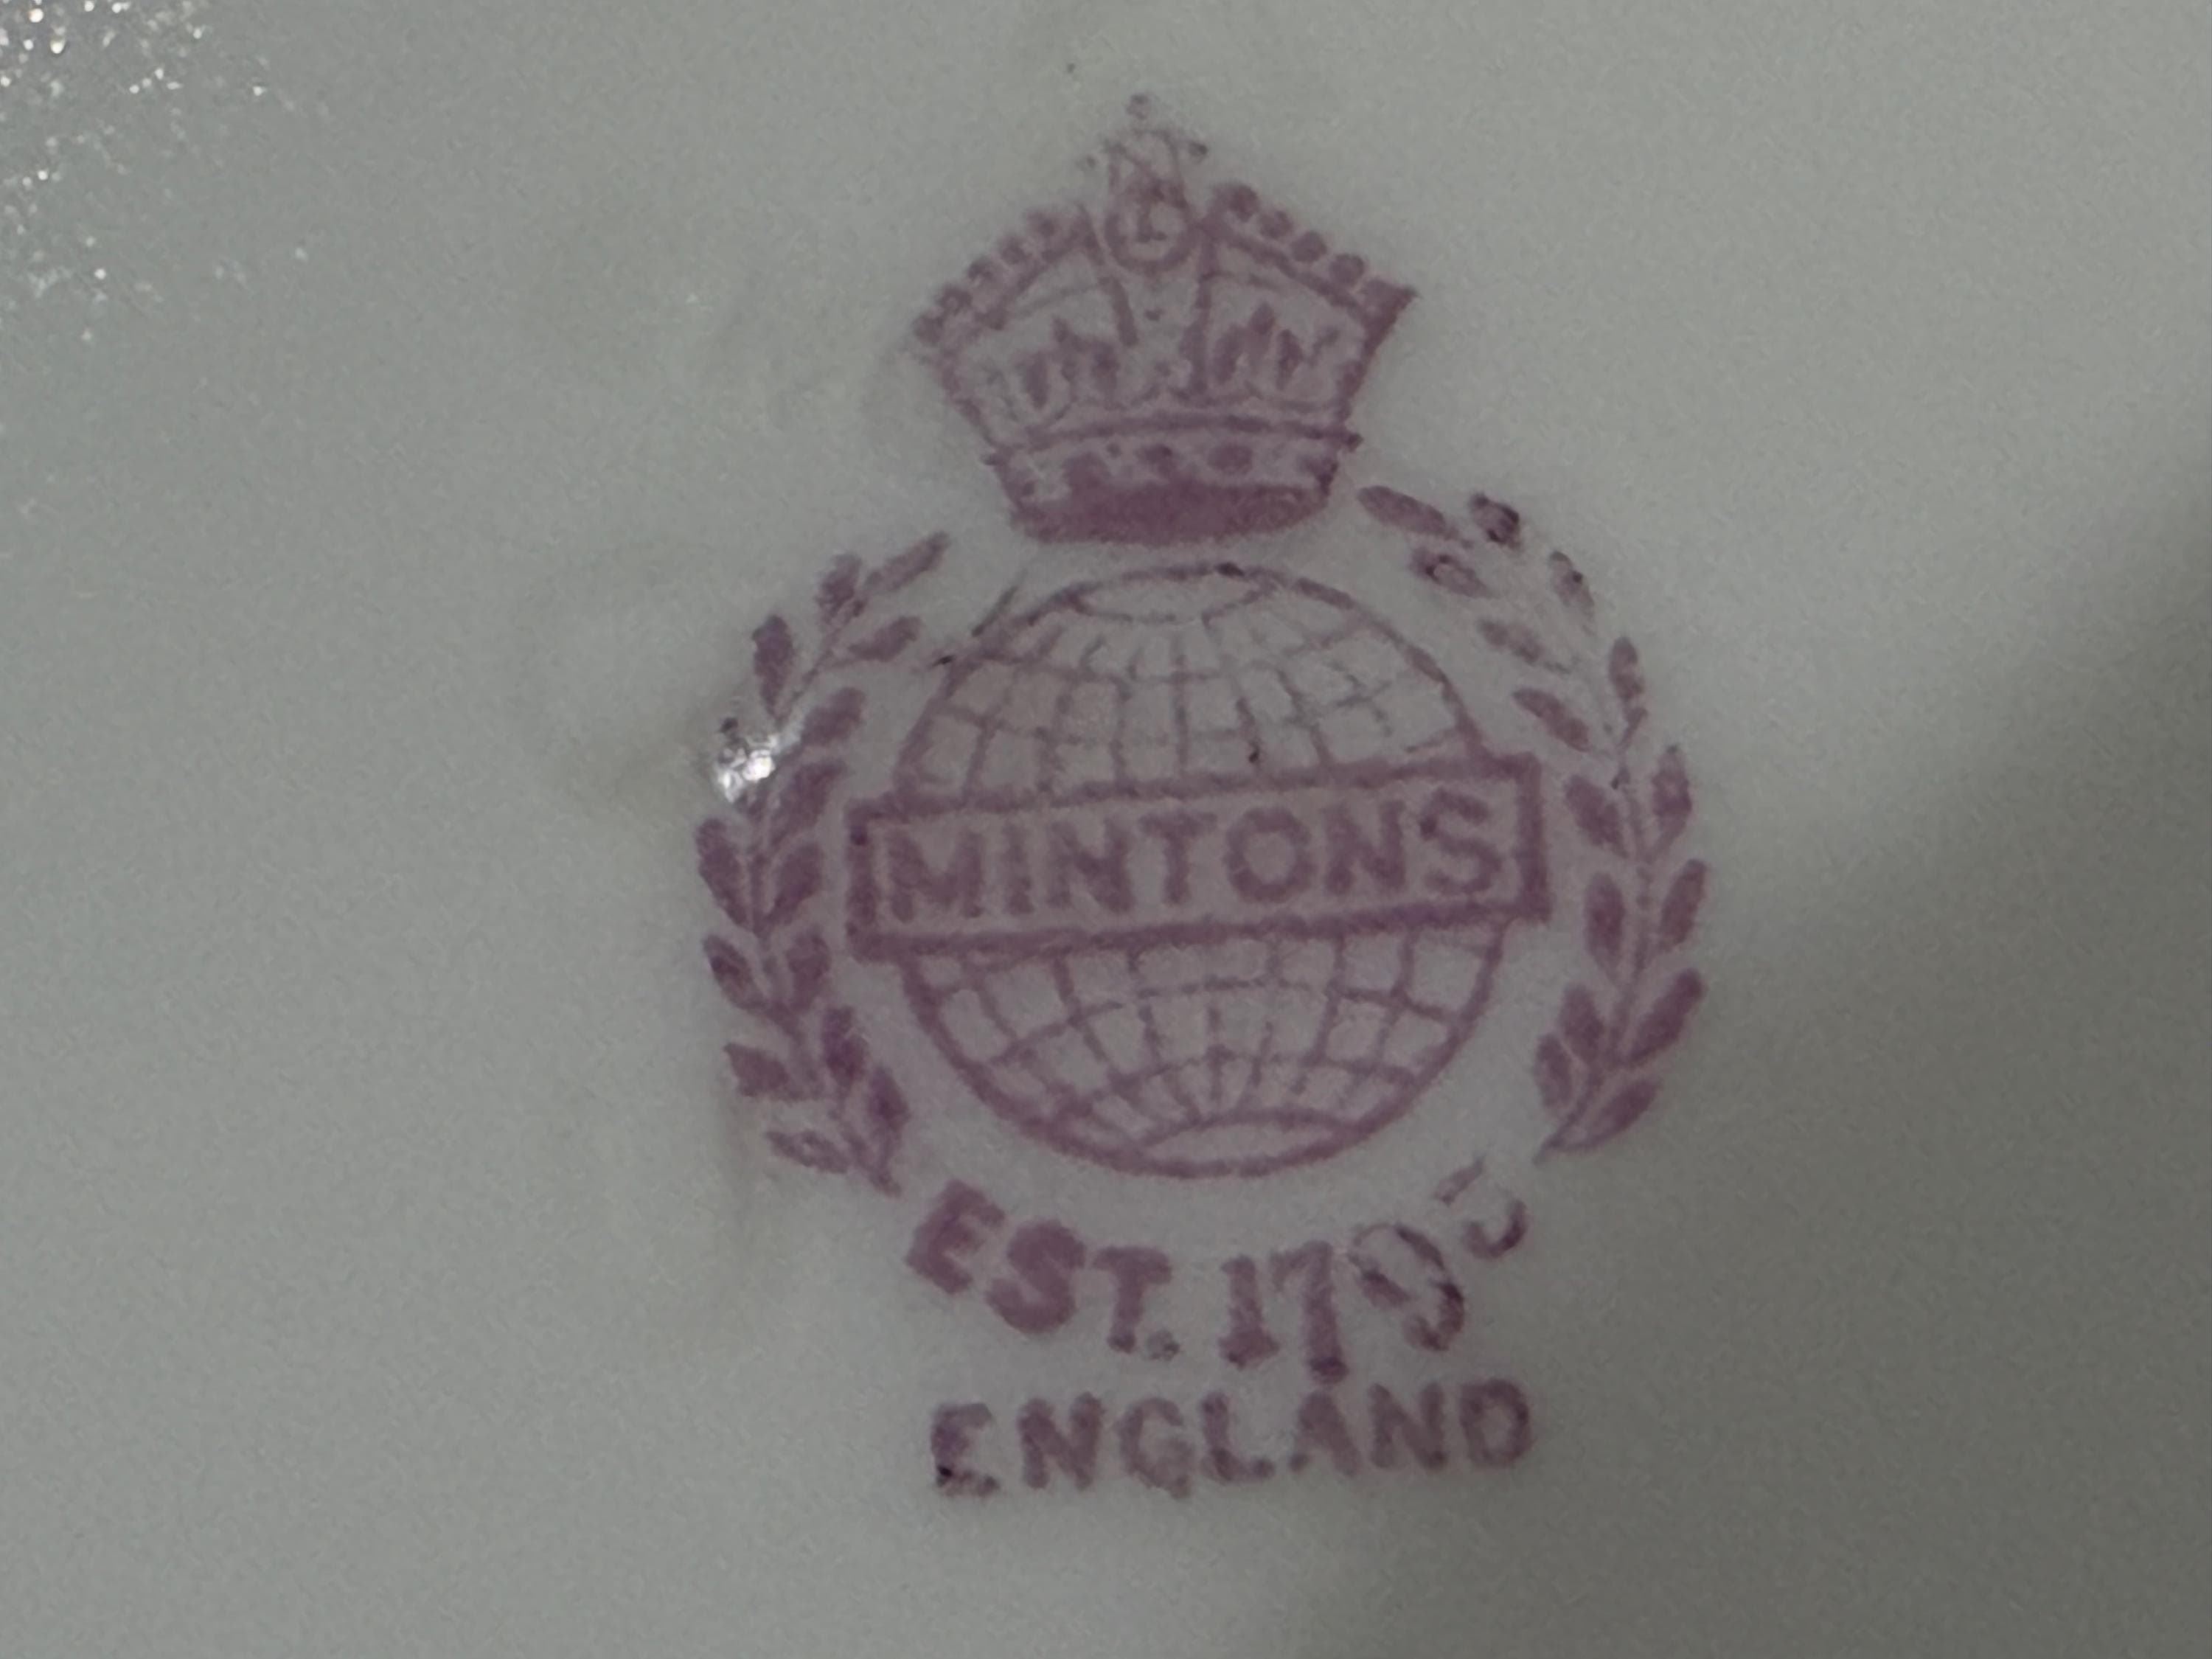 MINTONS
EST. 1793
ENGLAND